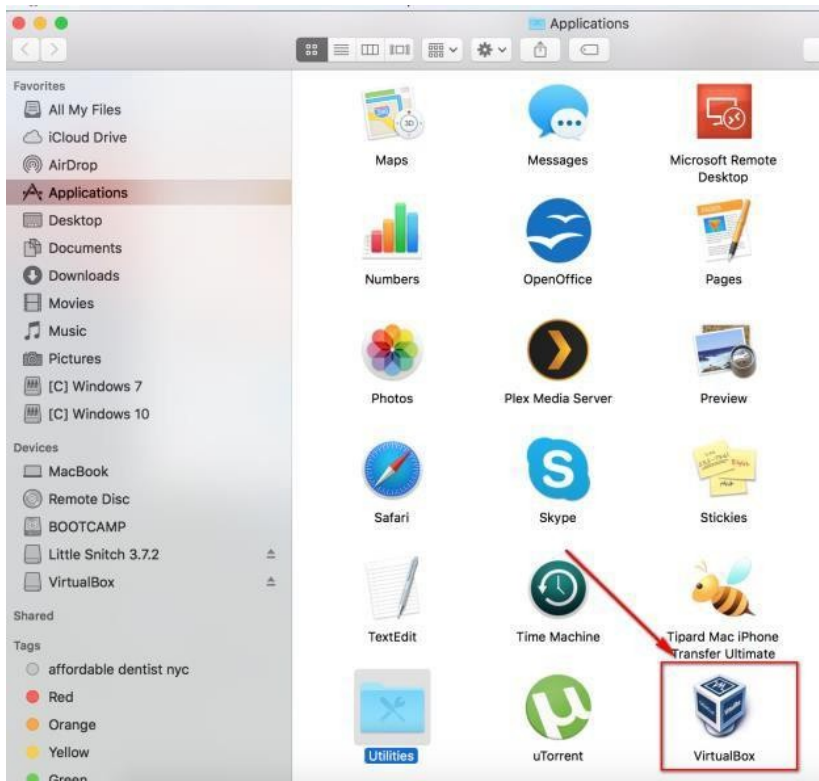 Applications
Favorites
All My Files
iCloud Drive
AirDrop
Applications
Desktop
Documents
Downloads
Movies
Music
Pictures
[C] Windows 7
[C] Windows 10
Devices
MacBook
Remote Disc
BOOTCAMP
Little Snitch 3.7.2
VirtualBox
Shared
Tags
affordable dentist nyc
Red
Orange
Yellow
Green
3D
Maps
Messages
Microsoft Remote
Desktop
Numbers
OpenOffice
PAGES
Pages
Photos
Plex Media Server
Preview
Safari
Skype
Stickies
TextEdit
Time Machine
Tipard Mac iPhone
Transfer Ultimate
Utilities
uTorrent
VirtualBox